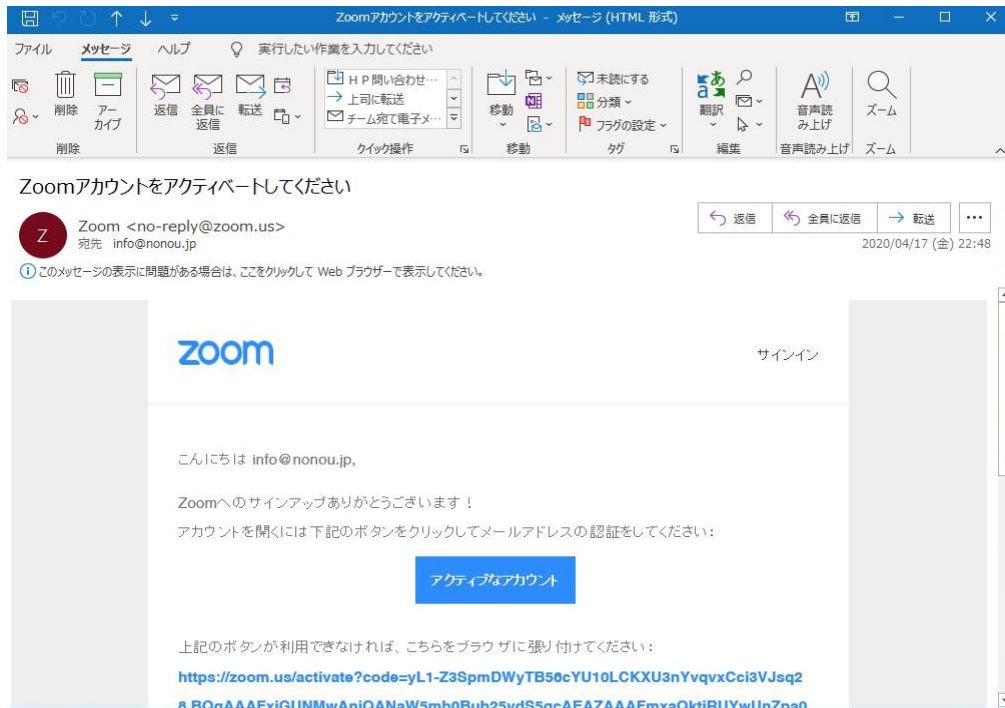 Zoomアカウントをアクティベートしてください - メッセージ (HTML 形式)
ファイル メッセージ ヘルプ 実行したい作業を入力してください
削除 アーカイブ 返信 全員に返信 転送 移動 翻訳 音声読み上げ ズーム
HP問い合わせ…
上司に転送
チーム宛て電子メ…
未読にする
分類
フラグの設定
削除 返信 クイック操作 移動 タグ 編集 音声読み上げ ズーム
Zoomアカウントをアクティベートしてください
Z
Zoom <no-reply@zoom.us>
宛先 info@nonou.jp
返信 全員に返信 転送 …
2020/04/17 (金) 22:48
このメッセージの表示に問題がある場合は、ここをクリックして Web ブラウザーで表示してください。
zoom サインイン
こんにちは info@nonou.jp,
Zoomへのサインアップありがとうございます！
アカウントを開くには下記のボタンをクリックしてメールアドレスの認証をしてください：
アクティブなアカウント
上記のボタンが利用できなければ、こちらをブラウザに張り付けてください：
https://zoom.us/activate?code=yL1-Z3SpmDWyTB56cYU10LCKXU3nYvqvxCci3VJsq2